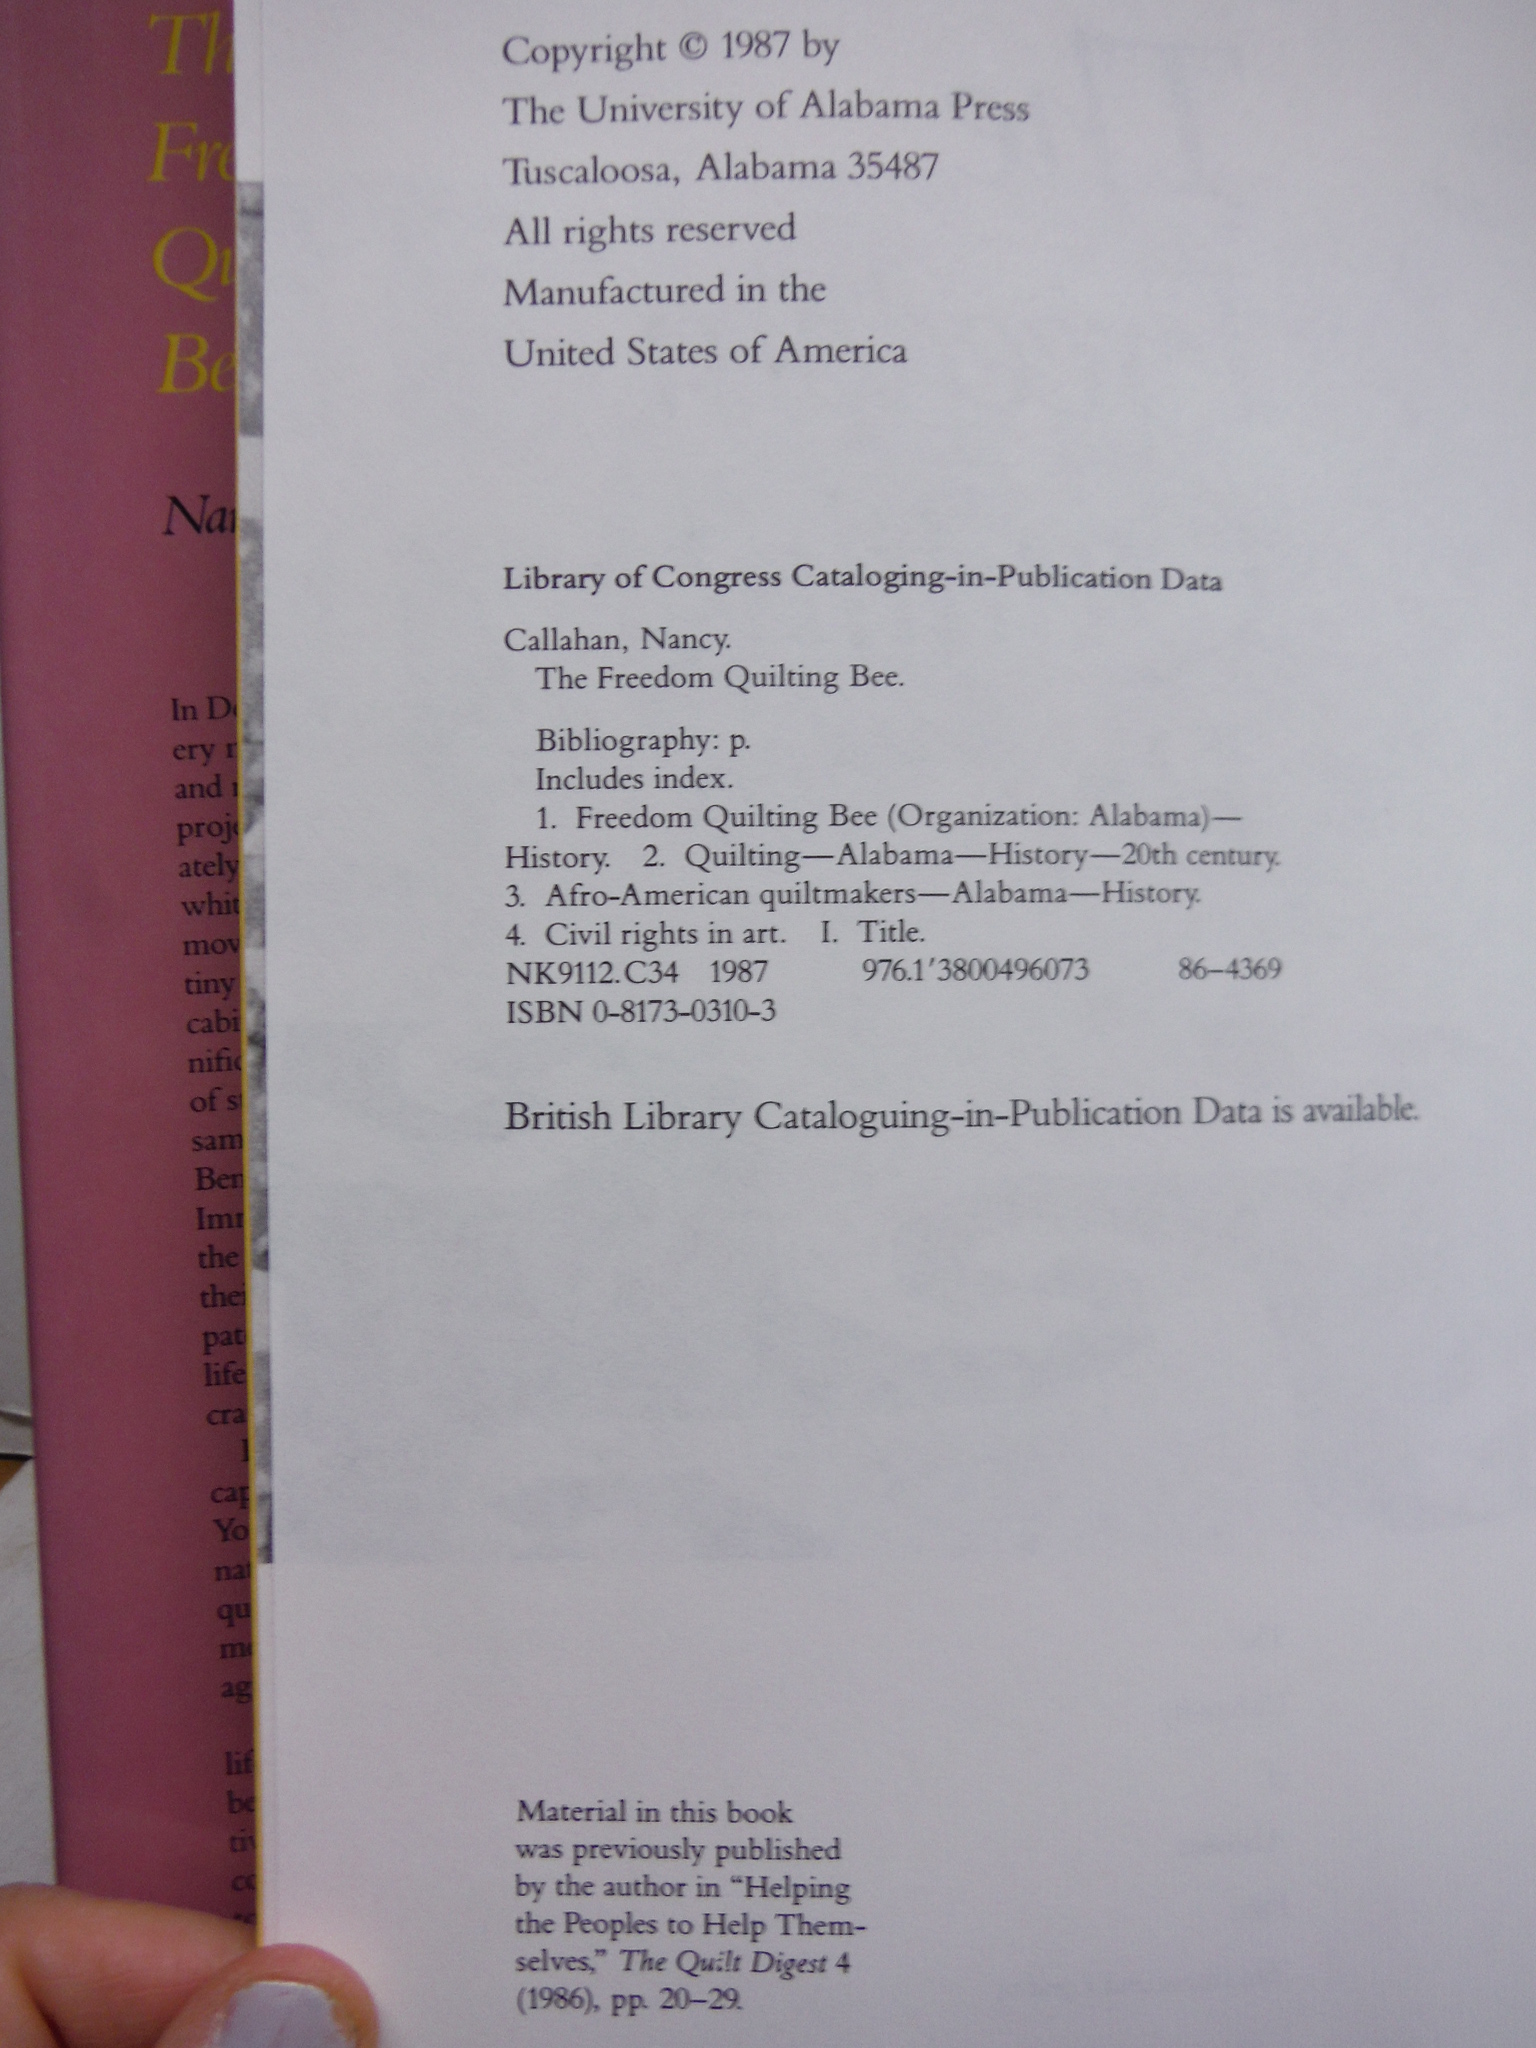 Copyright © 1987 by
The University of Alabama Press
Tuscaloosa, Alabama 35487
All rights reserved
Manufactured in the
United States of America
Library of Congress Cataloging-in-Publication Data
Callahan, Nancy.
The Freedom Quilting Bee.
Bibliography: p.
Includes index.
1. Freedom Quilting Bee (Organization: Alabama)—
History. 2. Quilting—Alabama—History—20th century.
3. Afro-American quiltmakers—Alabama—History.
4. Civil rights in art. I. Title.
NK9112.C34 1987 976.1′3800496073 86–4369
ISBN 0-8173-0310-3
British Library Cataloguing-in-Publication Data is available.
Material in this book
was previously published
by the author in “Helping
the Peoples to Help Them-
selves,” The Quilt Digest 4
(1986), pp. 20–29.